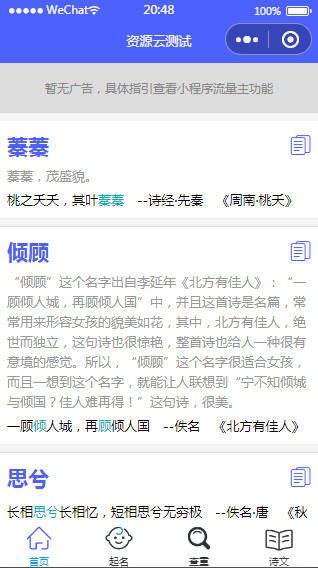 WeChat 20:48 100%
资源云测试
暂无广告，具体指引查看小程序流量主功能
蓁蓁
蓁蓁，茂盛貌。
桃之夭夭，其叶蓁蓁 --诗经·先秦 《周南·桃夭》
倾顾
“倾顾”这个名字出自李延年《北方有佳人》：“一
顾倾人城，再顾倾人国”中，并且这首诗是名篇，常
常用来形容女孩的貌美如花，其中，北方有佳人，绝
世而独立，这句诗也很惊艳，整首诗也给人一种很有
意境的感觉。所以，“倾顾”这个名字很适合女孩，
而且一想到这个名字，就能让人联想到“宁不知倾城
与倾国？佳人难再得！”这句诗，很美。
一顾倾人城，再顾倾人国 --佚名 《北方有佳人》
思兮
长相思兮长相忆，短相思兮无穷极 --佚名·唐 《秋
首页 起名 查重 诗文